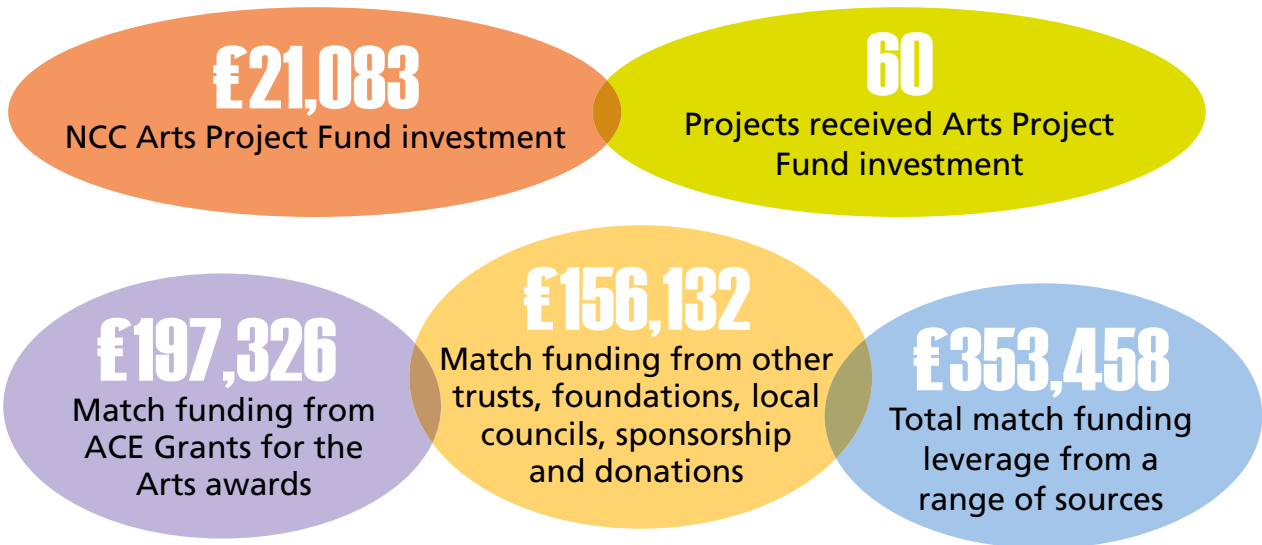 £21,083
NCC Arts Project Fund investment
60
Projects received Arts Project
Fund investment
£197,326
Match funding from
ACE Grants for the
Arts awards
£156,132
Match funding from other
trusts, foundations, local
councils, sponsorship
and donations
£353,458
Total match funding
leverage from a
range of sources